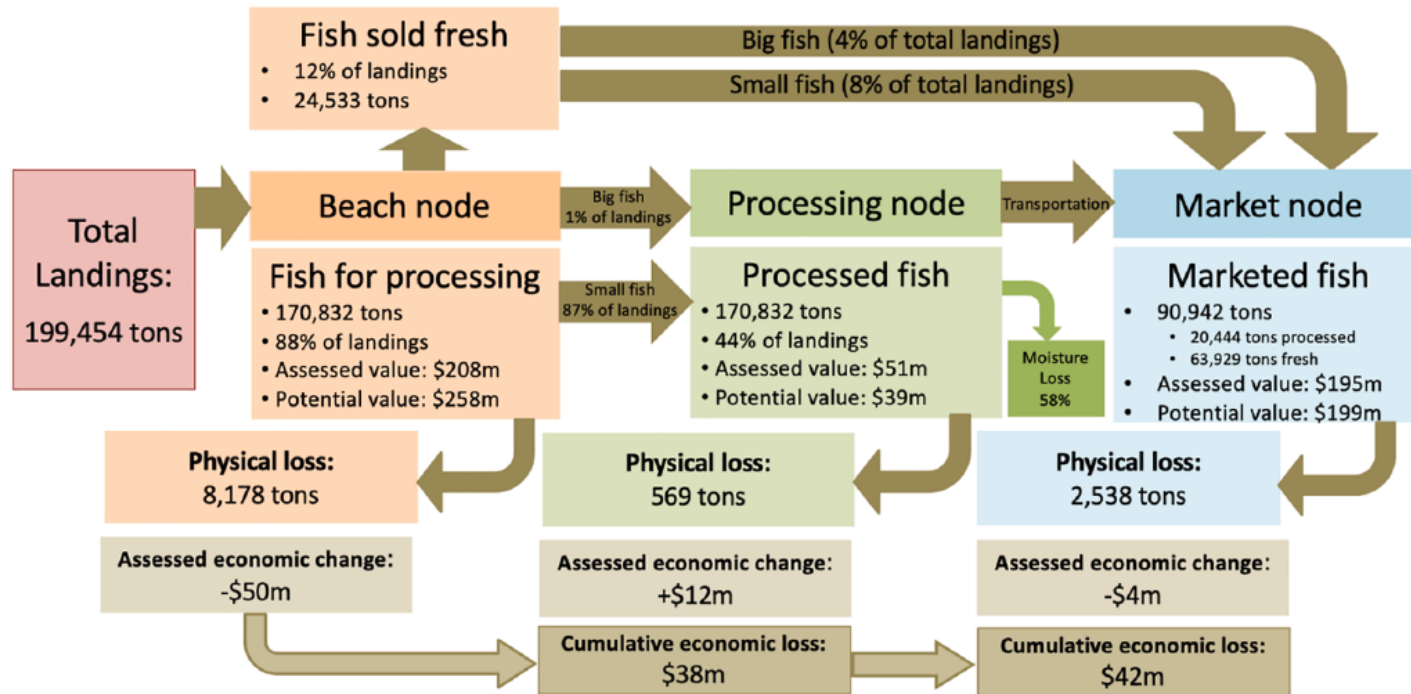 Fish sold fresh
• 12% of landings
• 24,533 tons
Big fish (4% of total landings)
Small fish (8% of total landings)
Total
Landings:
199,454 tons
Beach node
Big fish
1% of landings
Processing node
Transportation
Market node
Fish for processing
• 170,832 tons
• 88% of landings
• Assessed value: $208m
• Potential value: $258m
Small fish
87% of landings
Processed fish
• 170,832 tons
• 44% of landings
• Assessed value: $51m
• Potential value: $39m
Moisture
Loss
58%
Marketed fish
• 90,942 tons
• 20,444 tons processed
• 63,929 tons fresh
• Assessed value: $195m
• Potential value: $199m
Physical loss:
8,178 tons
Physical loss:
569 tons
Physical loss:
2,538 tons
Assessed economic change:
-$50m
Assessed economic change:
+$12m
Assessed economic change:
-$4m
Cumulative economic loss:
$38m
Cumulative economic loss:
$42m